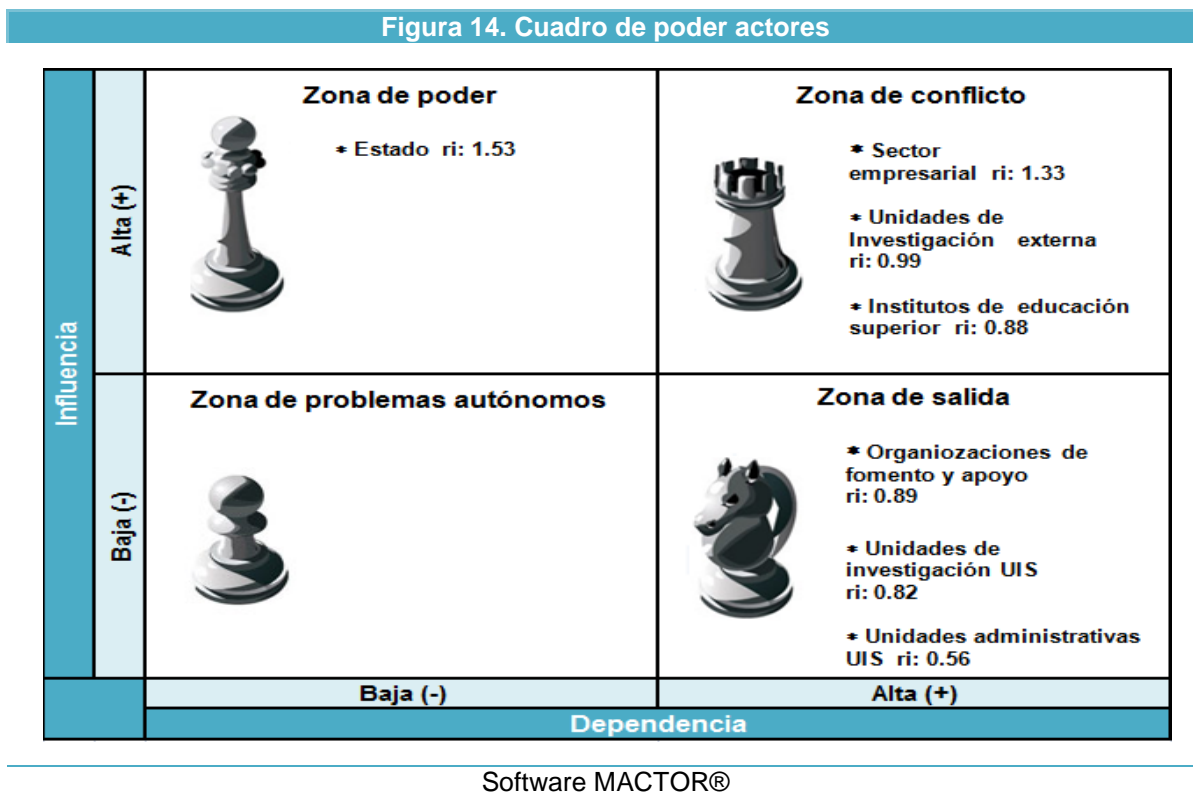 Figura 14. Cuadro de poder actores
Influencia
Alta (+)
Zona de poder
* Estado ri: 1.53
Zona de conflicto
* Sector
empresarial ri: 1.33
* Unidades de
Investigación externa
ri: 0.99
* Institutos de educación
superior ri: 0.88
Baja (-)
Zona de problemas autónomos
Zona de salida
* Organiozaciones de
fomento y apoyo
ri: 0.89
* Unidades de
investigación UIS
ri: 0.82
* Unidades administrativas
UIS ri: 0.56
Baja (-)
Alta (+)
Dependencia
Software MACTOR®